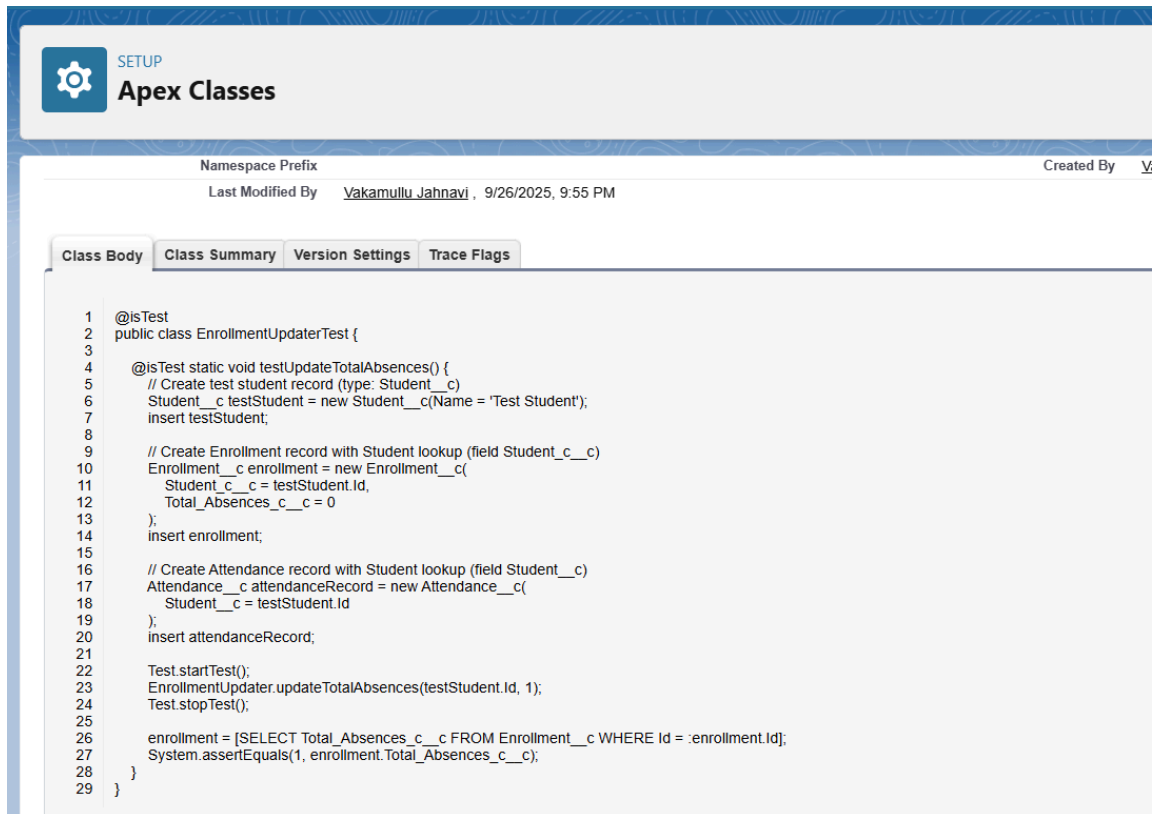 SETUP
Apex Classes
Namespace Prefix
Created By
Last Modified By Vakamullu Jahnavi , 9/26/2025, 9:55 PM
Class Body Class Summary Version Settings Trace Flags
1 @isTest
2 public class EnrollmentUpdaterTest {
3
4 @isTest static void testUpdateTotalAbsences() {
5 // Create test student record (type: Student__c)
6 Student__c testStudent = new Student__c(Name = 'Test Student');
7 insert testStudent;
8
9 // Create Enrollment record with Student lookup (field Student_c__c)
10 Enrollment__c enrollment = new Enrollment__c(
11 Student_c__c = testStudent.Id,
12 Total_Absences_c__c = 0
13 );
14 insert enrollment;
15
16 // Create Attendance record with Student lookup (field Student__c)
17 Attendance__c attendanceRecord = new Attendance__c(
18 Student__c = testStudent.Id
19 );
20 insert attendanceRecord;
21
22 Test.startTest();
23 EnrollmentUpdater.updateTotalAbsences(testStudent.Id, 1);
24 Test.stopTest();
25
26 enrollment = [SELECT Total_Absences_c__c FROM Enrollment__c WHERE Id = :enrollment.Id];
27 System.assertEquals(1, enrollment.Total_Absences_c__c);
28 }
29 }